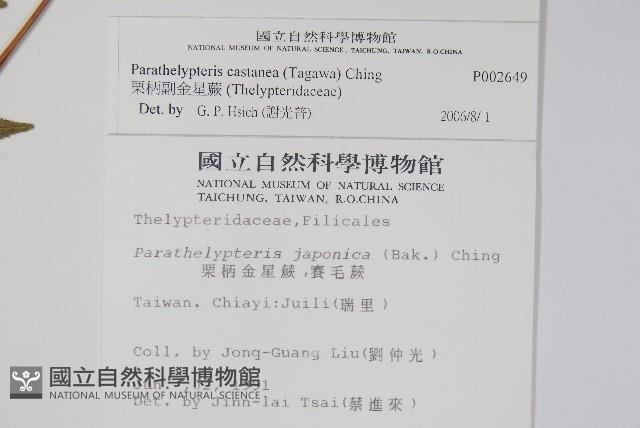 國立自然科學博物館
NATIONAL MUSEUM OF NATURAL SCIENCE, TAICHUNG, TAIWAN, R.O.CHINA
Parathelypteris castanea (Tagawa) Ching P002649
栗柄副金星蕨 (Thelypteridaceae)
Det. by G. P. Hsich (謝光普) 2006/8/1
國立自然科學博物館
NATIONAL MUSEUM OF NATURAL SCIENCE
TAICHUNG, TAIWAN, R.O.CHINA
Thelypteridaceae,Filicales
Parathelypteris japonica (Bak.) Ching
栗柄金星蕨,賽毛蕨
Taiwan. Chiayi:Juili(瑞里)
Coll. by Jonq-Guang Liu(劉仲光)
1991
Det. by Jinn-lai Tsai(蔡進來)
國立自然科學博物館
NATIONAL MUSEUM OF NATURAL SCIENCE